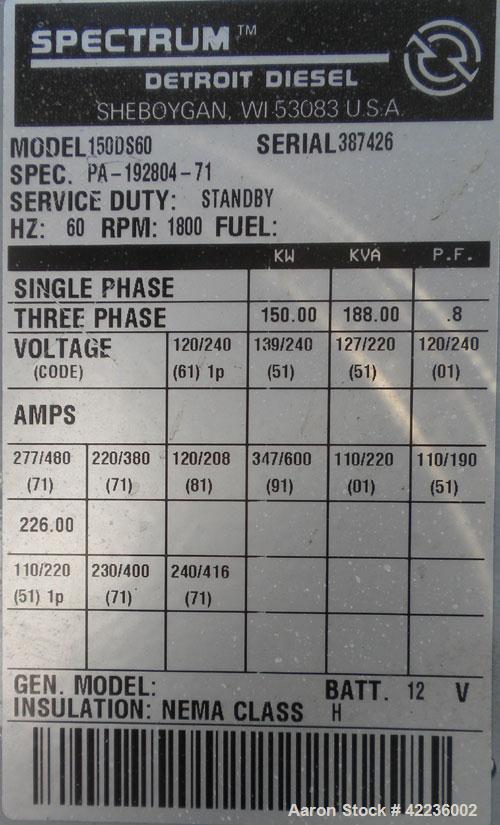 SPECTRUM™
DETROIT DIESEL
SHEBOYGAN, WI 53083 U.S.A.
MODEL 150DS60 SERIAL 387426
SPEC. PA-192804-71
SERVICE DUTY: STANDBY
HZ: 60 RPM: 1800 FUEL:
KW KVA P.F.
SINGLE PHASE
THREE PHASE 150.00 188.00 .8
VOLTAGE 120/240 139/240 127/220 120/240
(CODE) (61) 1p (51) (51) (01)
AMPS
277/480 220/380 120/208 347/600 110/220 110/190
(71) (71) (81) (91) (01) (51)
226.00
110/220 230/400 240/416
(51) 1p (71) (71)
GEN. MODEL: BATT. 12 V
INSULATION: NEMA CLASS H
Aaron Stock # 42236002